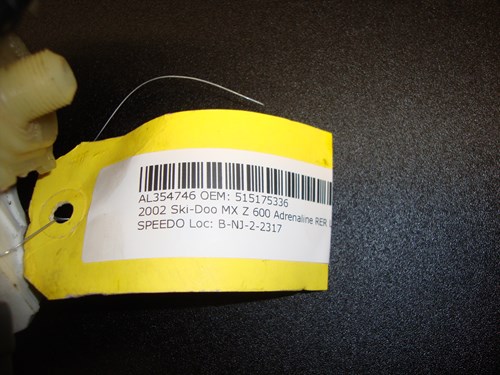 AL354746 OEM: 515175336
2002 Ski-Doo MX Z 600 Adrenaline RER
SPEEDO Loc: B-NJ-2-2317